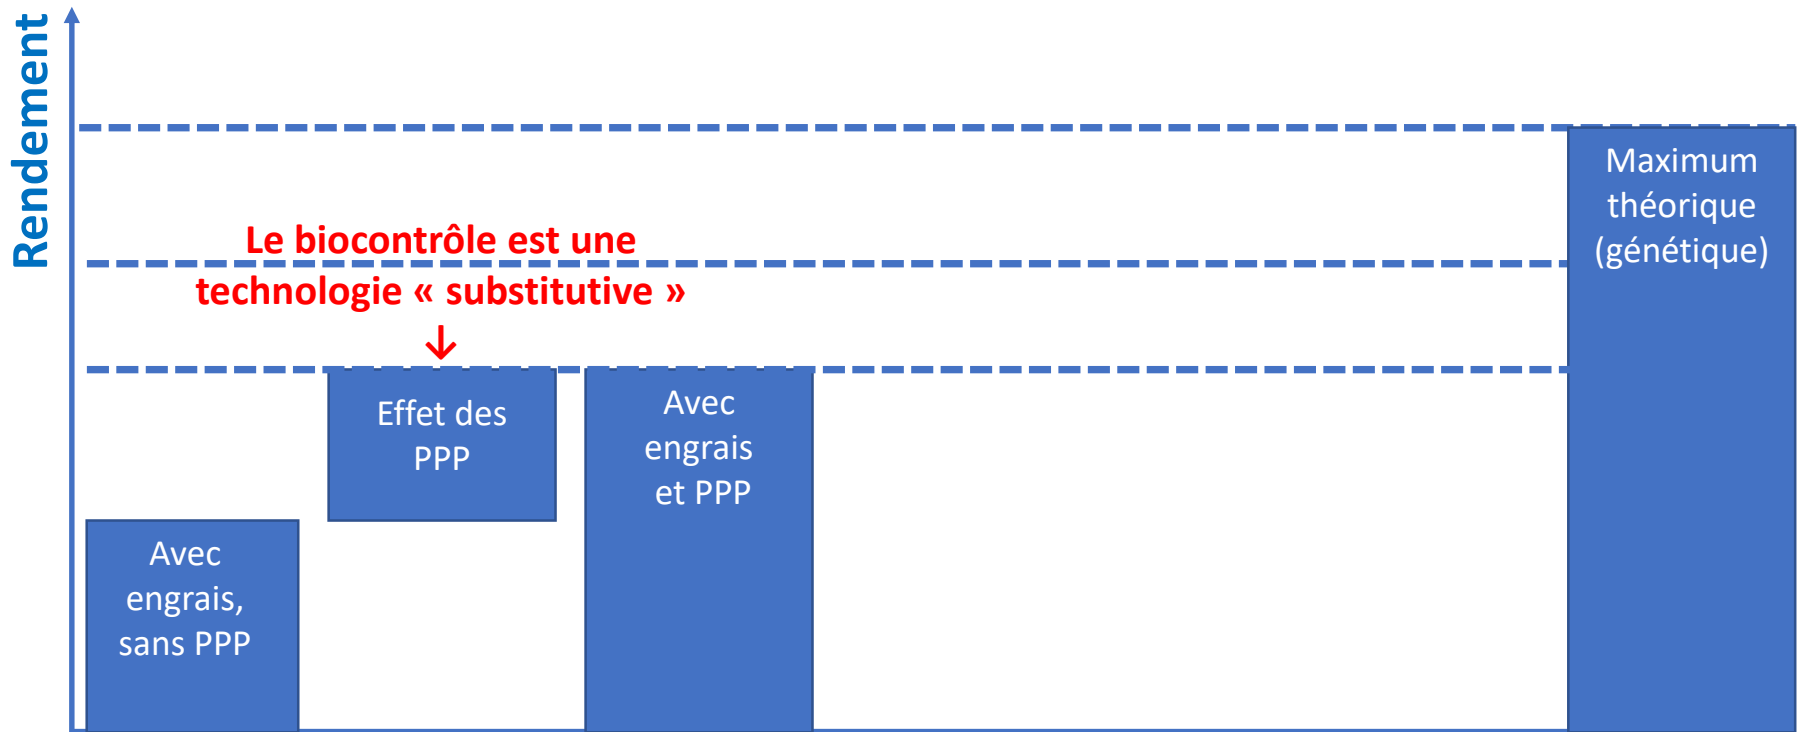 Rendement
Le biocontrôle est une
technologie « substitutive »
Avec
engrais,
sans PPP
Effet des
PPP
Avec
engrais
et PPP
Maximum
théorique
(génétique)